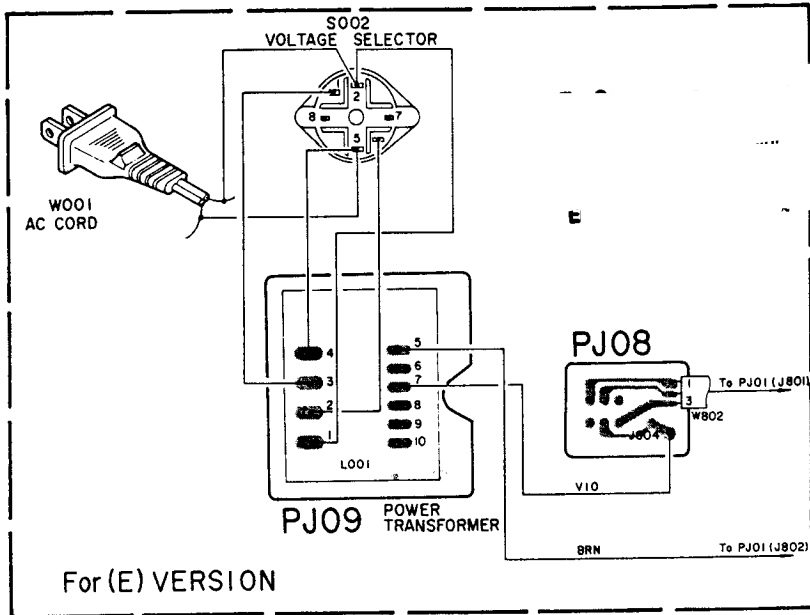 S002
VOLTAGE SELECTOR
1
2
8
7
5
W001
AC CORD
4
3
2
1
5
6
7
8
9
10
L001
PJ09
POWER
TRANSFORMER
PJ08
1
3
J804
W802
To PJ01 (J801)
VIO
BRN
To PJ01 (J802)
For (E) VERSION